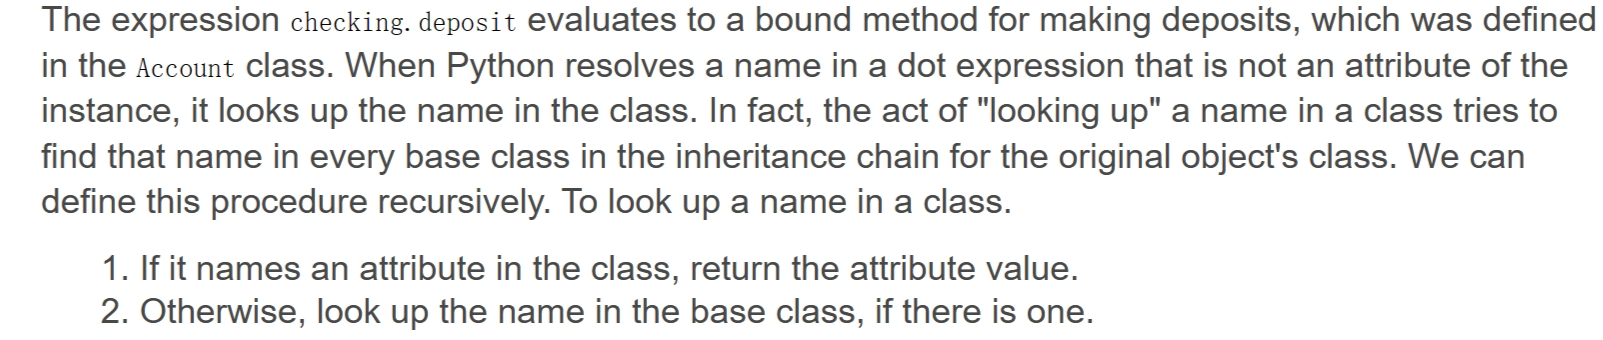 The expression checking.deposit evaluates to a bound method for making deposits, which was defined
in the Account class. When Python resolves a name in a dot expression that is not an attribute of the
instance, it looks up the name in the class. In fact, the act of "looking up" a name in a class tries to
find that name in every base class in the inheritance chain for the original object's class. We can
define this procedure recursively. To look up a name in a class.
1. If it names an attribute in the class, return the attribute value.
2. Otherwise, look up the name in the base class, if there is one.